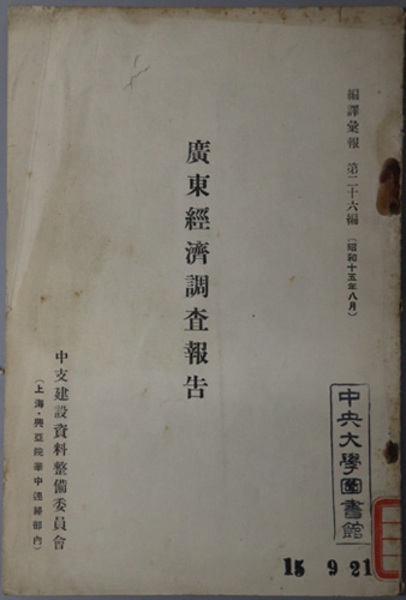 編譯彙報 第二十六編 (昭和十五年八月)
廣東經濟調査報告
中支建設資料整備委員會
(上海・興亞院華中連絡部內)
中央大學圖書館
15 9 21